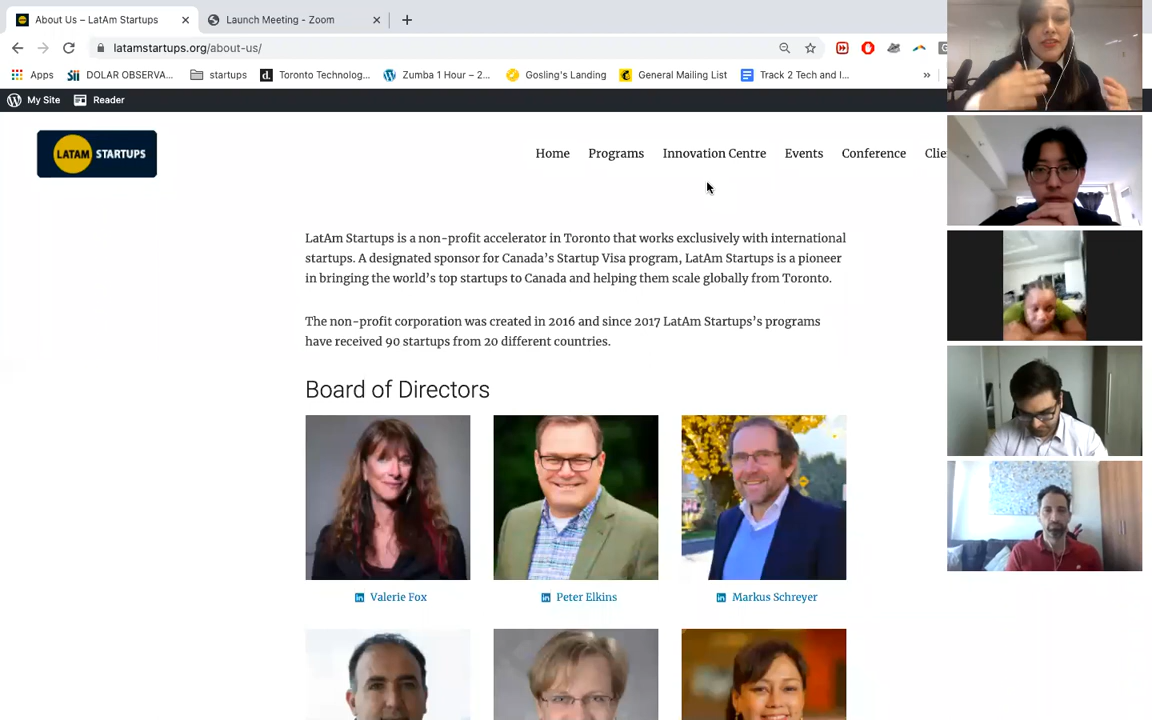 About Us – LatAm Startups
Launch Meeting - Zoom
latamstartups.org/about-us/
Apps
DOLAR OBSERVA...
startups
Toronto Technolog...
Zumba 1 Hour – 2...
Gosling's Landing
General Mailing List
Track 2 Tech and I...
»
My Site
Reader
LATAM STARTUPS
Home
Programs
Innovation Centre
Events
Conference
Clie
LatAm Startups is a non-profit accelerator in Toronto that works exclusively with international
startups. A designated sponsor for Canada's Startup Visa program, LatAm Startups is a pioneer
in bringing the world's top startups to Canada and helping them scale globally from Toronto.
The non-profit corporation was created in 2016 and since 2017 LatAm Startups's programs
have received 90 startups from 20 different countries.
Board of Directors
in Valerie Fox
in Peter Elkins
in Markus Schreyer